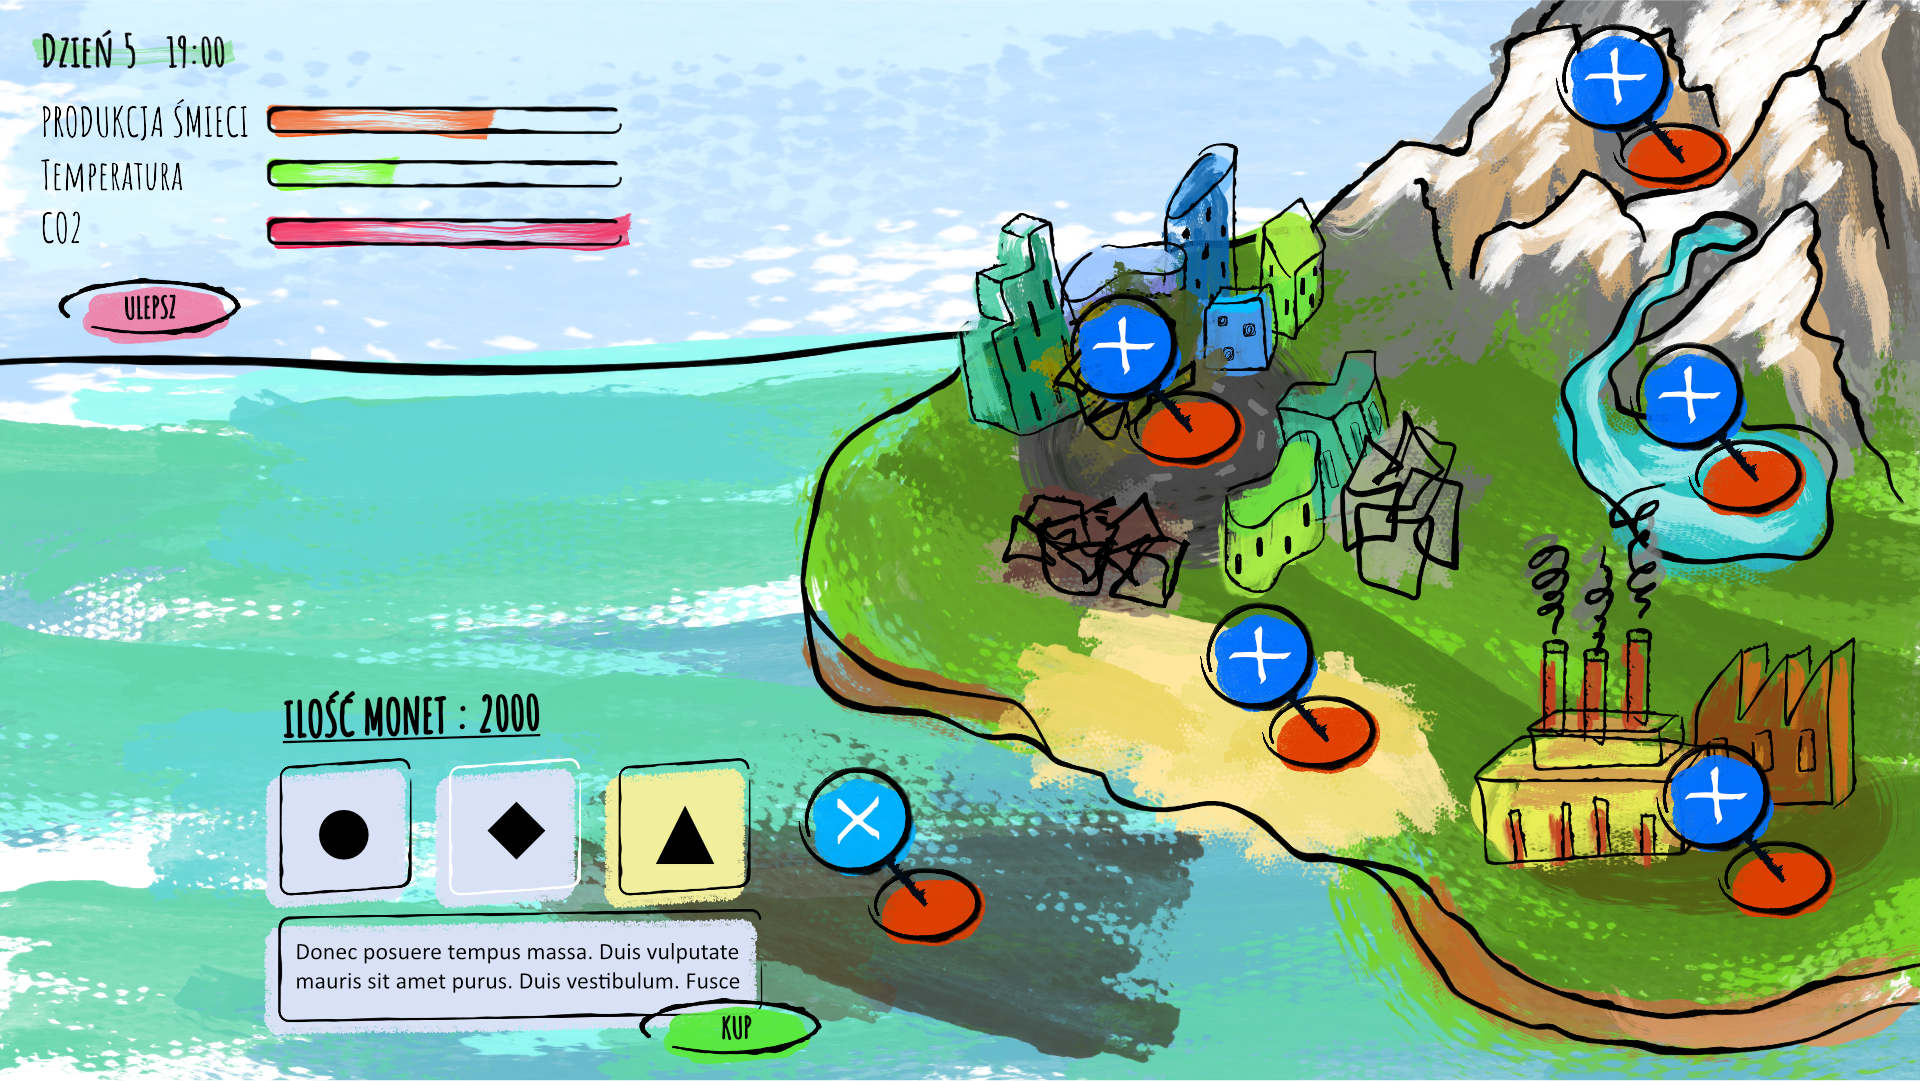 Dzień 5 19:00
PRODUKCJA ŚMIECI
Temperatura
CO2
ULEPSZ
ILOŚĆ MONET : 2000
Donec posuere tempus massa. Duis vulputate
mauris sit amet purus. Duis vestibulum. Fusce
KUP